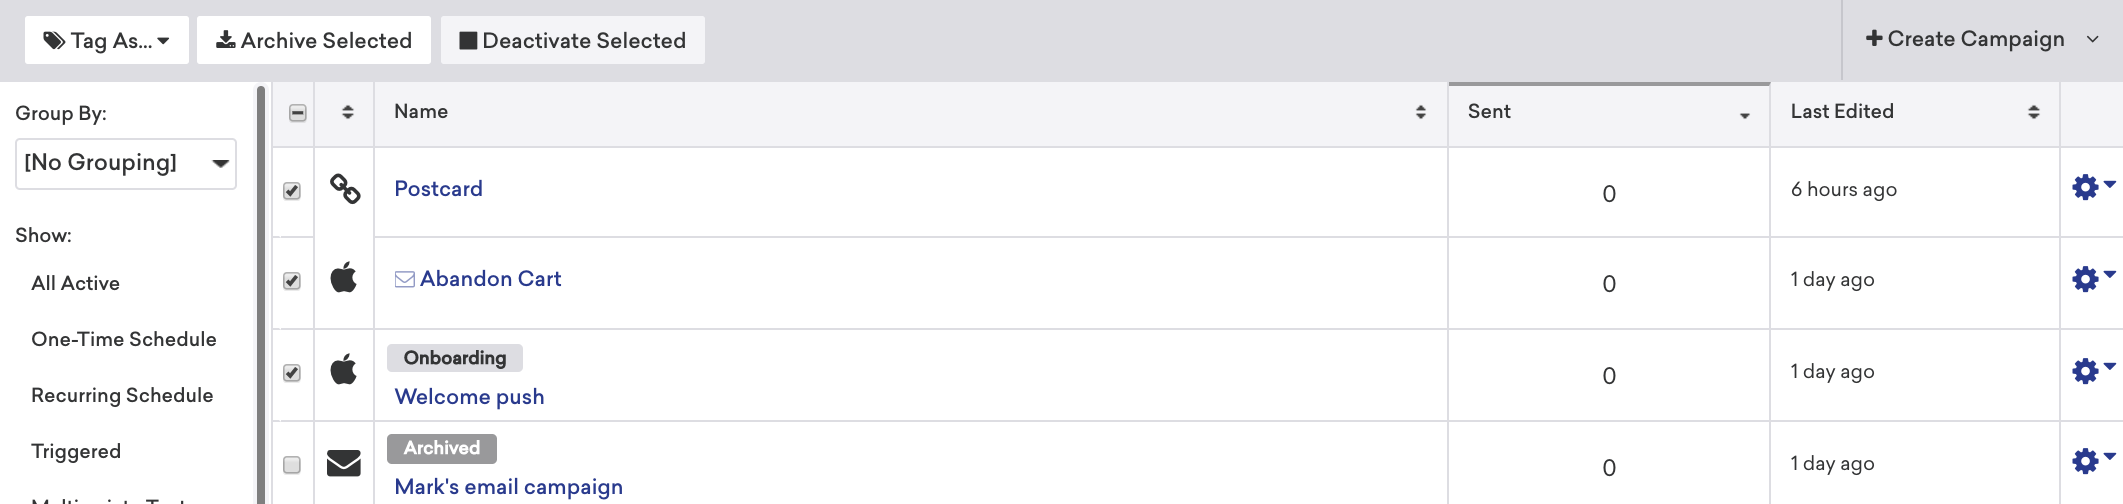 Tag As...
Archive Selected
Deactivate Selected
Create Campaign
Group By:
[No Grouping]
Show:
All Active
One-Time Schedule
Recurring Schedule
Triggered
Name
Sent
Last Edited
Postcard
0
6 hours ago
Abandon Cart
0
1 day ago
Onboarding
Welcome push
0
1 day ago
Archived
Mark's email campaign
0
1 day ago